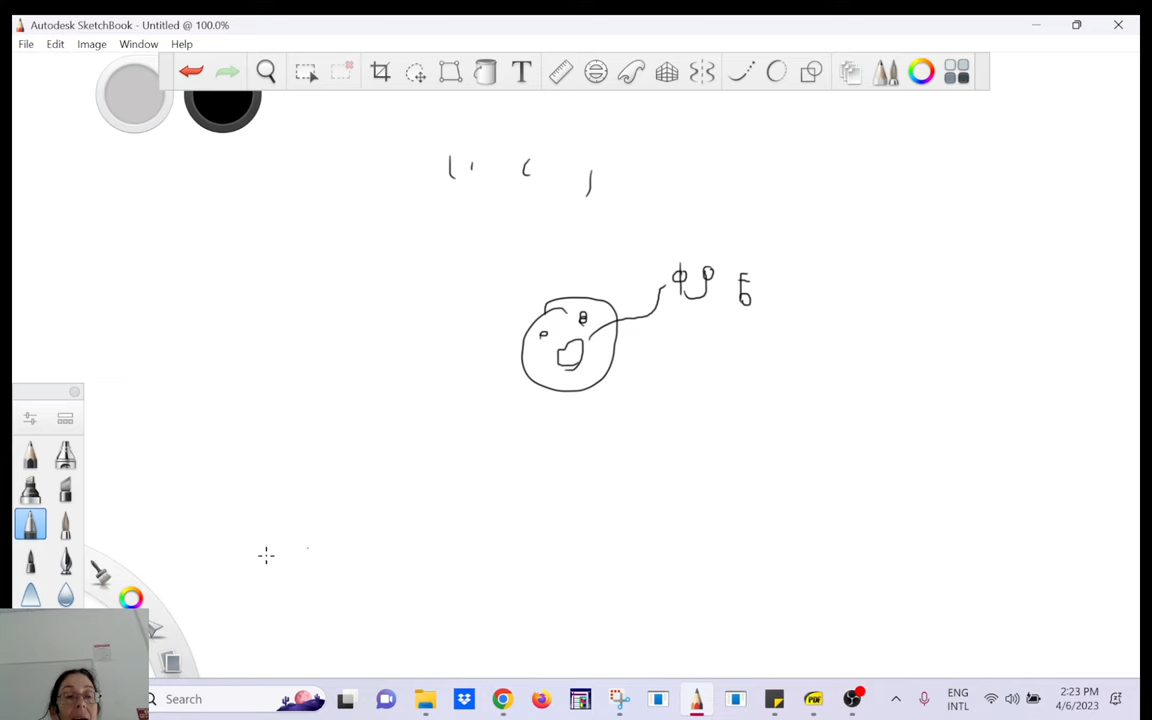 Autodesk SketchBook - Untitled @ 100.0%
File Edit Image Window Help
T
Search
PDF
ENG
INTL
2:23 PM
4/6/2023